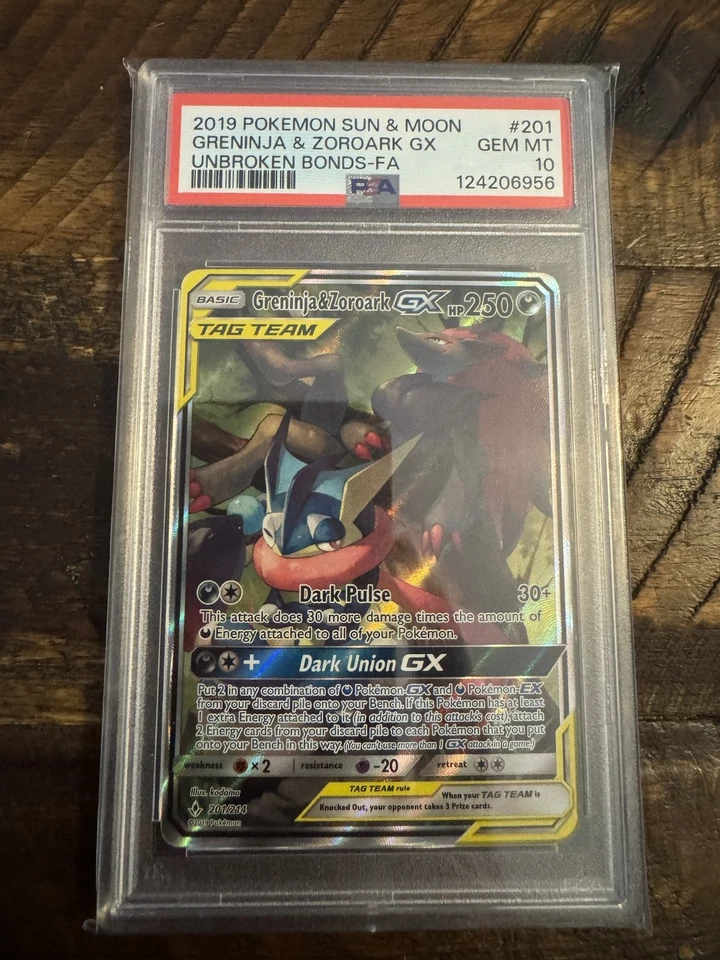 2019 POKEMON SUN & MOON #201
GRENINJA & ZOROARK GX GEM MT
UNBROKEN BONDS-FA 10
PSA 124206956
BASIC Greninja&Zoroark GX HP250
TAG TEAM
Dark Pulse 30+
This attack does 30 more damage times the amount of
Energy attached to all of your Pokémon.
+ Dark Union GX
Put 2 in any combination of Pokémon-GX and Pokémon-EX
from your discard pile onto your Bench. If this Pokémon has at least
1 extra Energy attached to it (in addition to this attack's cost), attach
2 Energy cards from your discard pile to each Pokémon that you put
onto your Bench in this way. (You can't use more than 1 GX attack in a game.)
weakness ×2 resistance -20 retreat
Illus. kodama
TAG TEAM rule When your TAG TEAM is
201/214 Knocked Out, your opponent takes 3 Prize cards.
©2019 Pokémon